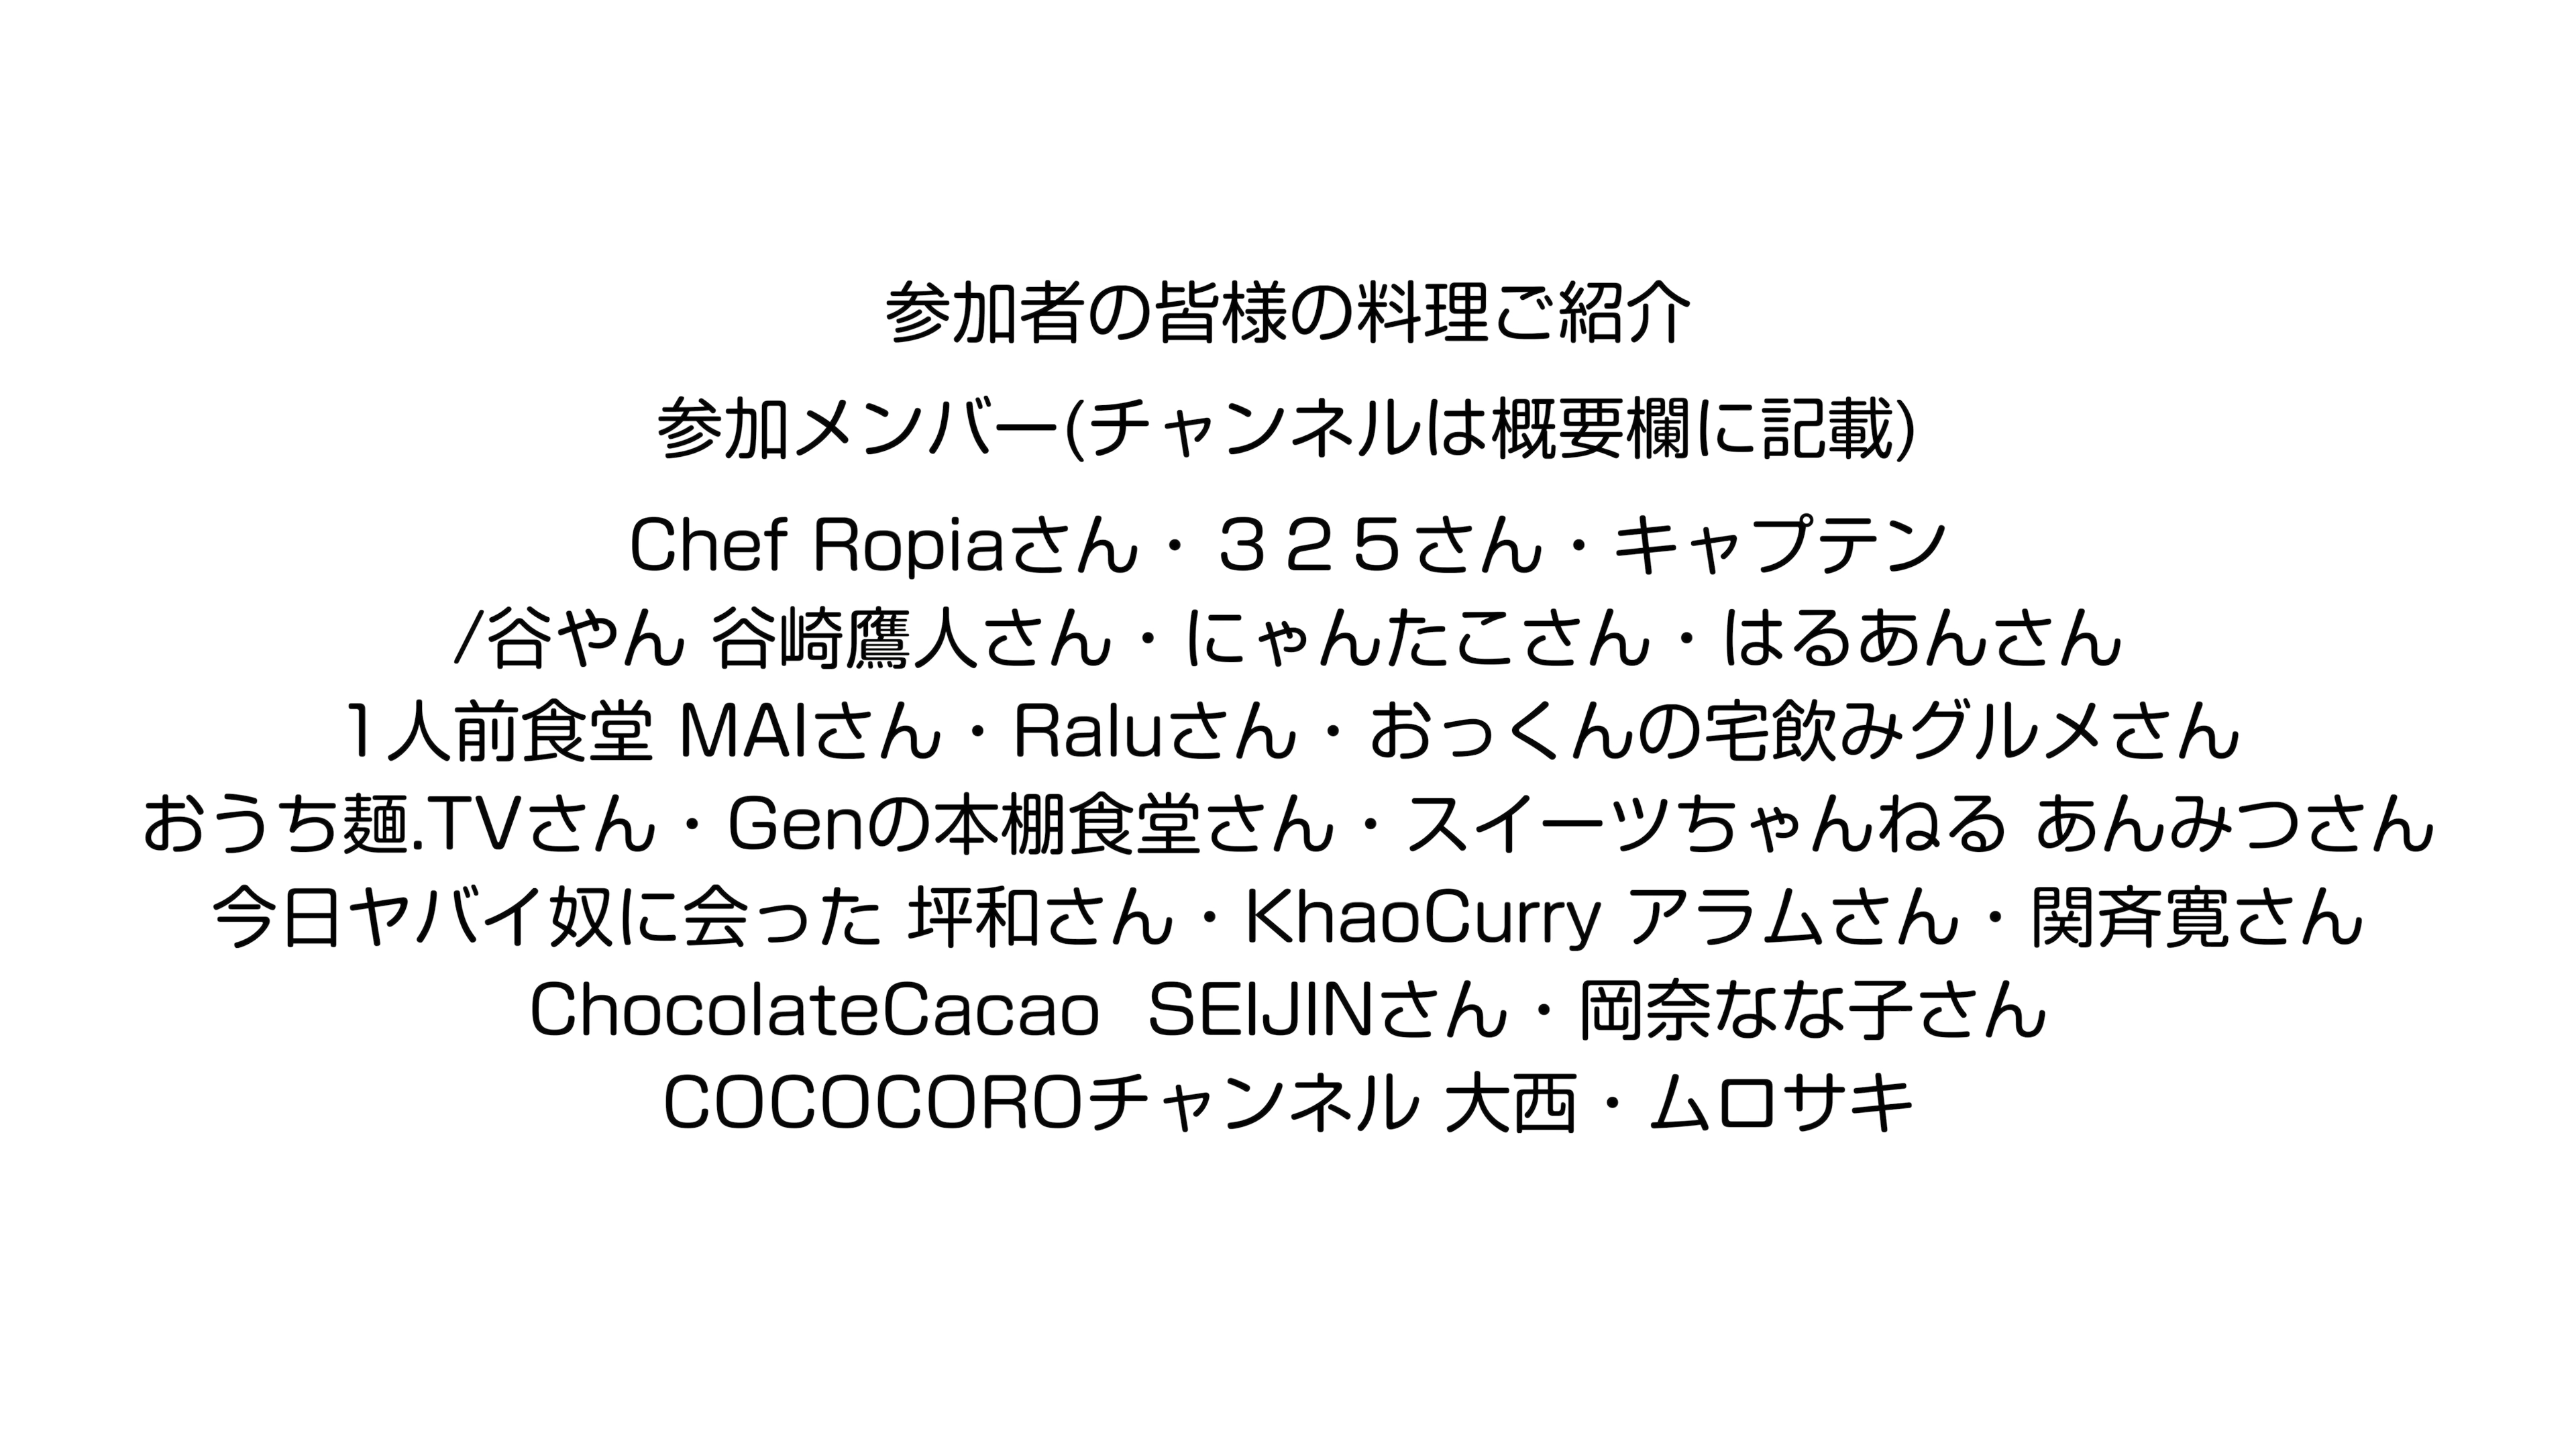 参加者の皆様の料理ご紹介
参加メンバー(チャンネルは概要欄に記載)
Chef Ropiaさん・３２５さん・キャプテン
/谷やん 谷崎鷹人さん・にゃんたこさん・はるあんさん
1人前食堂 MAIさん・Raluさん・おっくんの宅飲みグルメさん
おうち麺.TVさん・Genの本棚食堂さん・スイーツちゃんねる あんみつさん
今日ヤバイ奴に会った 坪和さん・KhaoCurry アラムさん・関斉寛さん
ChocolateCacao  SEIJINさん・岡奈なな子さん
COCOCOROチャンネル 大西・ムロサキ